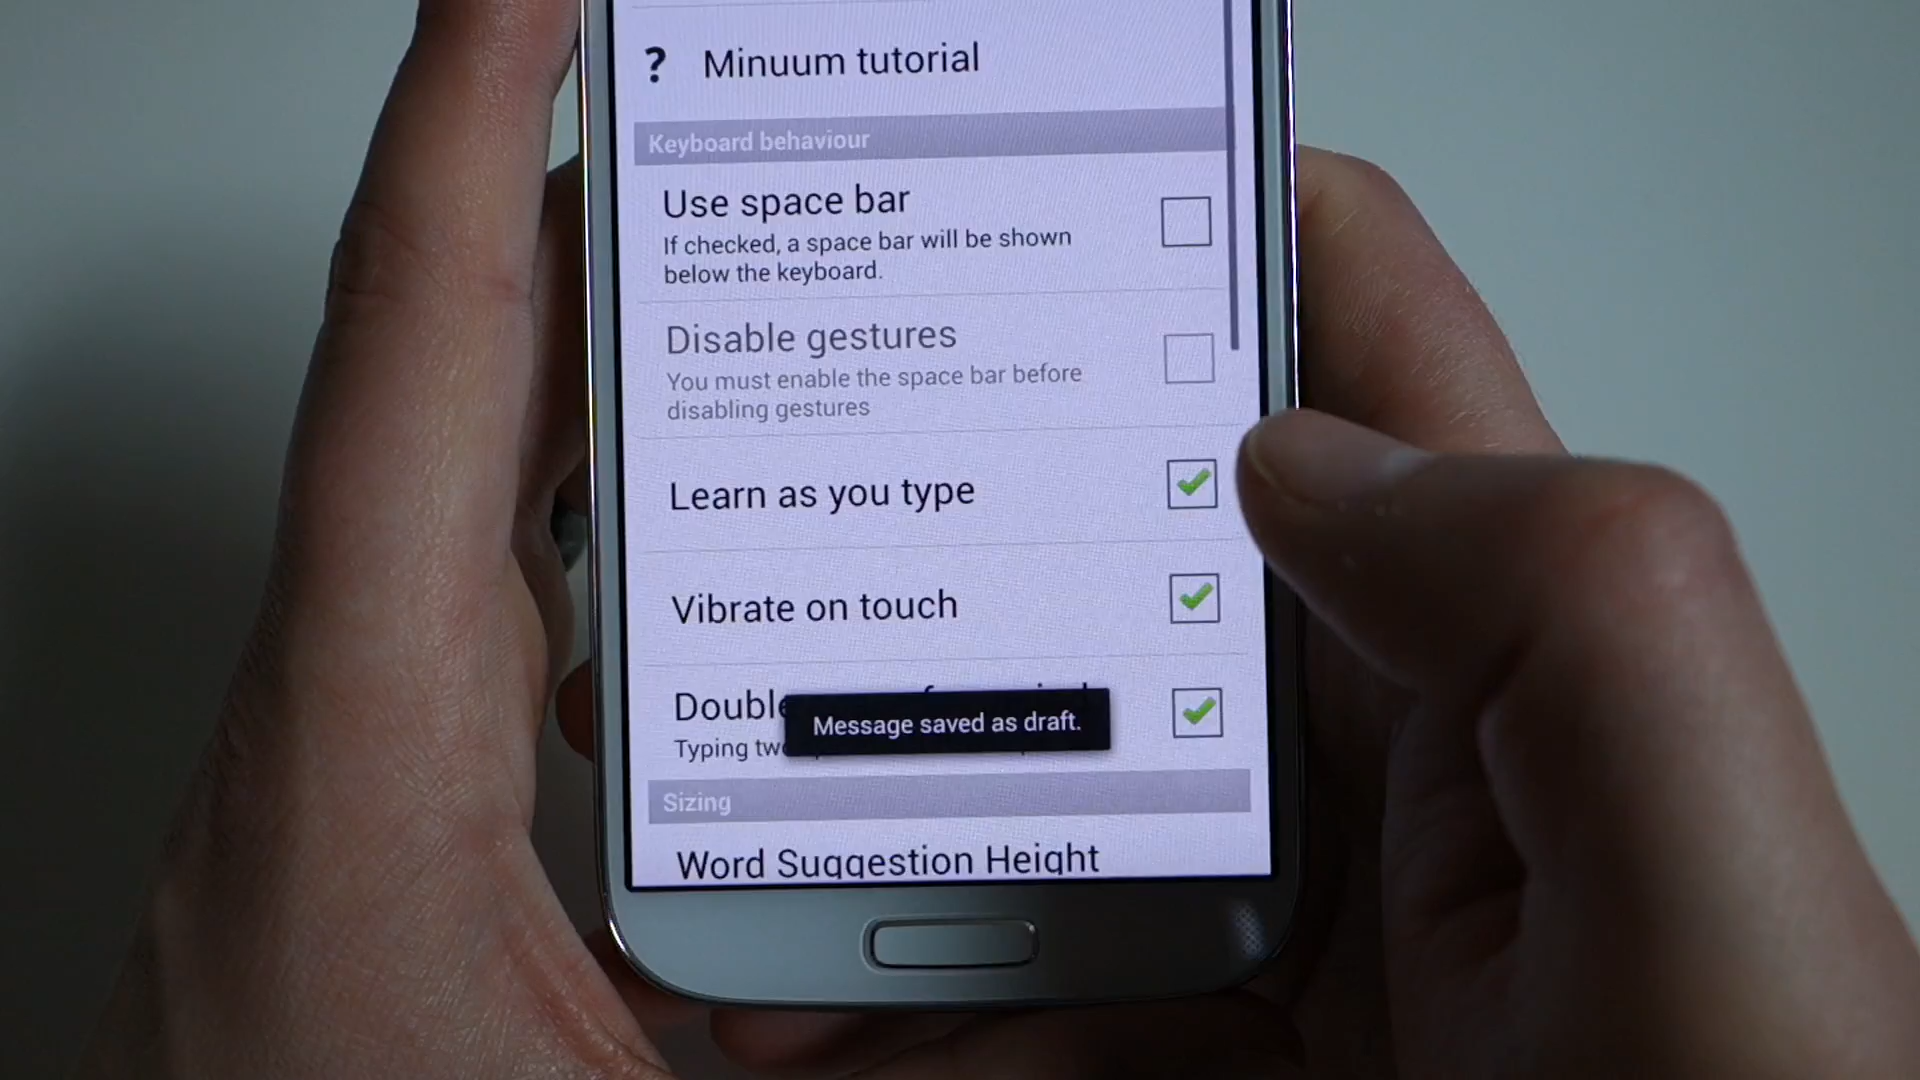 ? Minuum tutorial
Keyboard behaviour
Use space bar
If checked, a space bar will be shown
below the keyboard.
Disable gestures
You must enable the space bar before
disabling gestures
Learn as you type
Vibrate on touch
Double
Message saved as draft.
Typing
Sizing
Word Suggestion Height